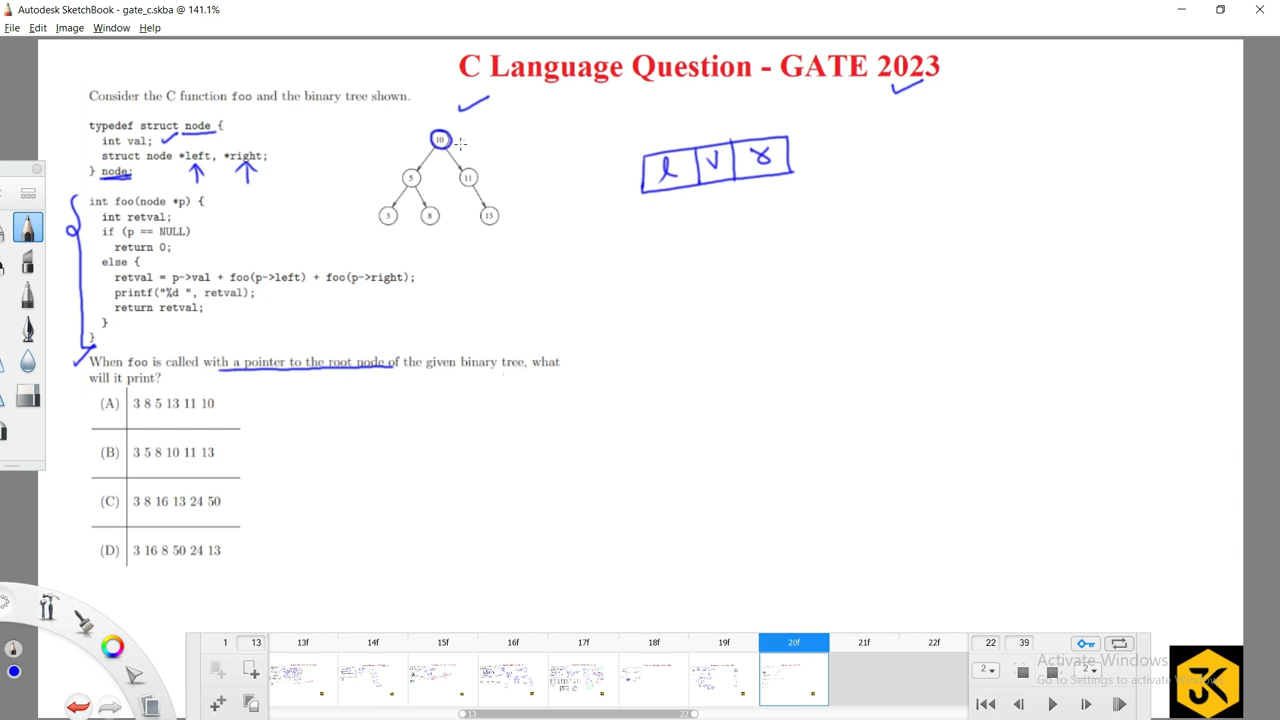 Autodesk SketchBook - gate_c.skba @ 141.1%
File Edit Image Window Help
C Language Question - GATE 2023
Consider the C function foo and the binary tree shown.
typedef struct node {
int val;
struct node *left, *right;
} node;
int foo(node *p) {
int retval;
if (p == NULL)
return 0;
else {
retval = p->val + foo(p->left) + foo(p->right);
printf("%d ", retval);
return retval;
}
}
10
5 11
3 8 13
l v r
When foo is called with a pointer to the root node of the given binary tree, what
will it print?
(A) 3 8 5 13 11 10
(B) 3 5 8 10 11 13
(C) 3 8 16 13 24 50
(D) 3 16 8 50 24 13
1 13 13f 14f 15f 16f 17f 18f 19f 20f 21f 22f 22 39
2 2
Activate Windows
Go to Settings to activate Windows.
13 22
JK